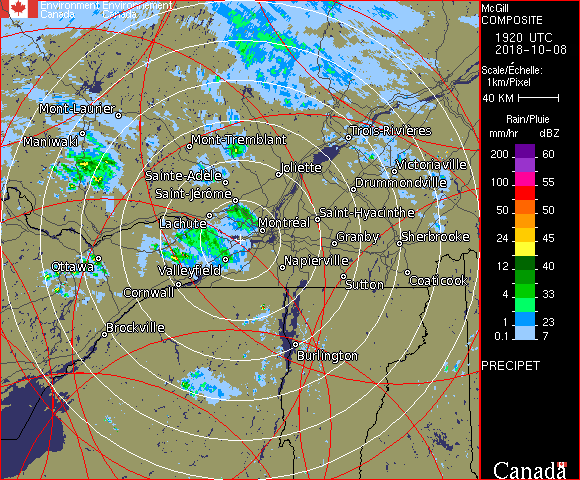 Environment Environnement
Canada Canada
McGill
COMPOSITE
1920 UTC
2018-10-08
Scale/Échelle:
1km/Pixel
40 KM
Rain/Pluie
mm/hr dBZ
200 60
100 55
75 53
50 50
24 45
12 40
4 33
1 23
0.1 7
PRECIPET
Canada
Mont-Laurier
Maniwaki
Mont-Tremblant
Trois-Rivières
Sainte-Adèle
Joliette
Victoriaville
Saint-Jérôme
Drummondville
Lachute
Montréal
Saint-Hyacinthe
Granby
Sherbrooke
Ottawa
Valleyfield
Napierville
Cornwall
Sutton
Coaticook
Brockville
Burlington